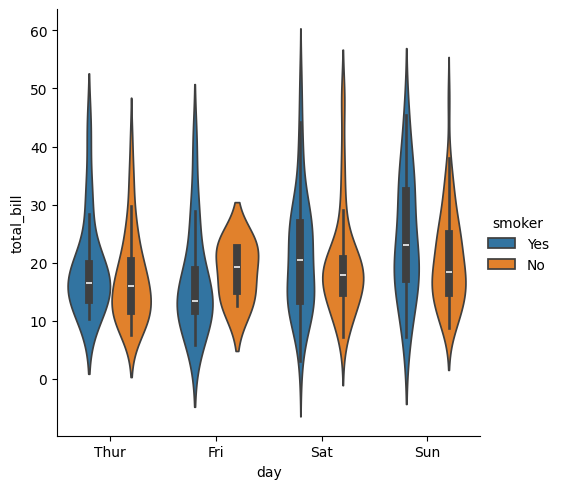 60
50
40
30
20
10
0
total_bill
Thur Fri Sat Sun
day
smoker
Yes
No